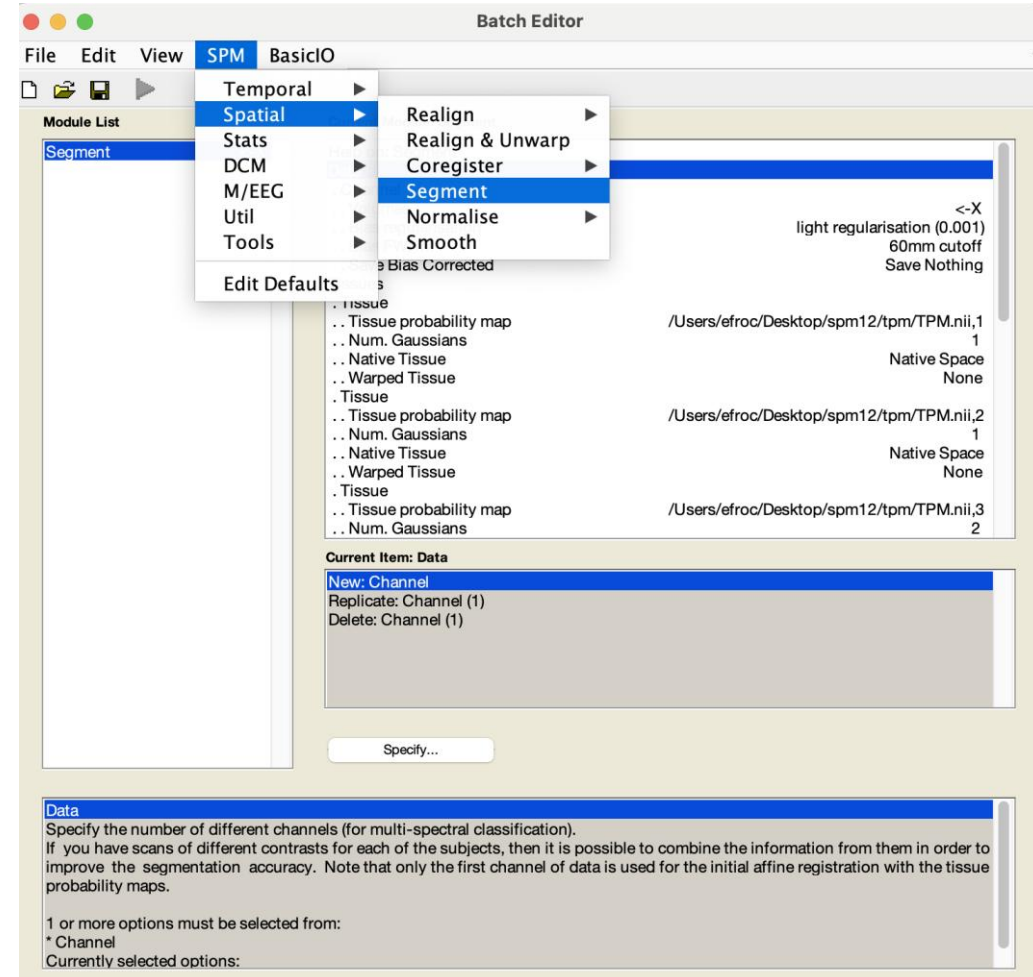 Batch Editor
File Edit View SPM BasicIO
Temporal
Spatial
Stats
DCM
M/EEG
Util
Tools
Edit Defaults
Realign
Realign & Unwarp
Coregister
Segment
Normalise
Smooth
Module List
Segment
<-X
light regularisation (0.001)
60mm cutoff
Bias Corrected Save Nothing
. Tissue
. . Tissue probability map /Users/efroc/Desktop/spm12/tpm/TPM.nii,1
. . Num. Gaussians 1
. . Native Tissue Native Space
. . Warped Tissue None
. Tissue
. . Tissue probability map /Users/efroc/Desktop/spm12/tpm/TPM.nii,2
. . Num. Gaussians 1
. . Native Tissue Native Space
. . Warped Tissue None
. Tissue
. . Tissue probability map /Users/efroc/Desktop/spm12/tpm/TPM.nii,3
. . Num. Gaussians 2
Current Item: Data
New: Channel
Replicate: Channel (1)
Delete: Channel (1)
Specify...
Data
Specify the number of different channels (for multi-spectral classification).
If you have scans of different contrasts for each of the subjects, then it is possible to combine the information from them in order to
improve the segmentation accuracy. Note that only the first channel of data is used for the initial affine registration with the tissue
probability maps.
1 or more options must be selected from:
* Channel
Currently selected options: